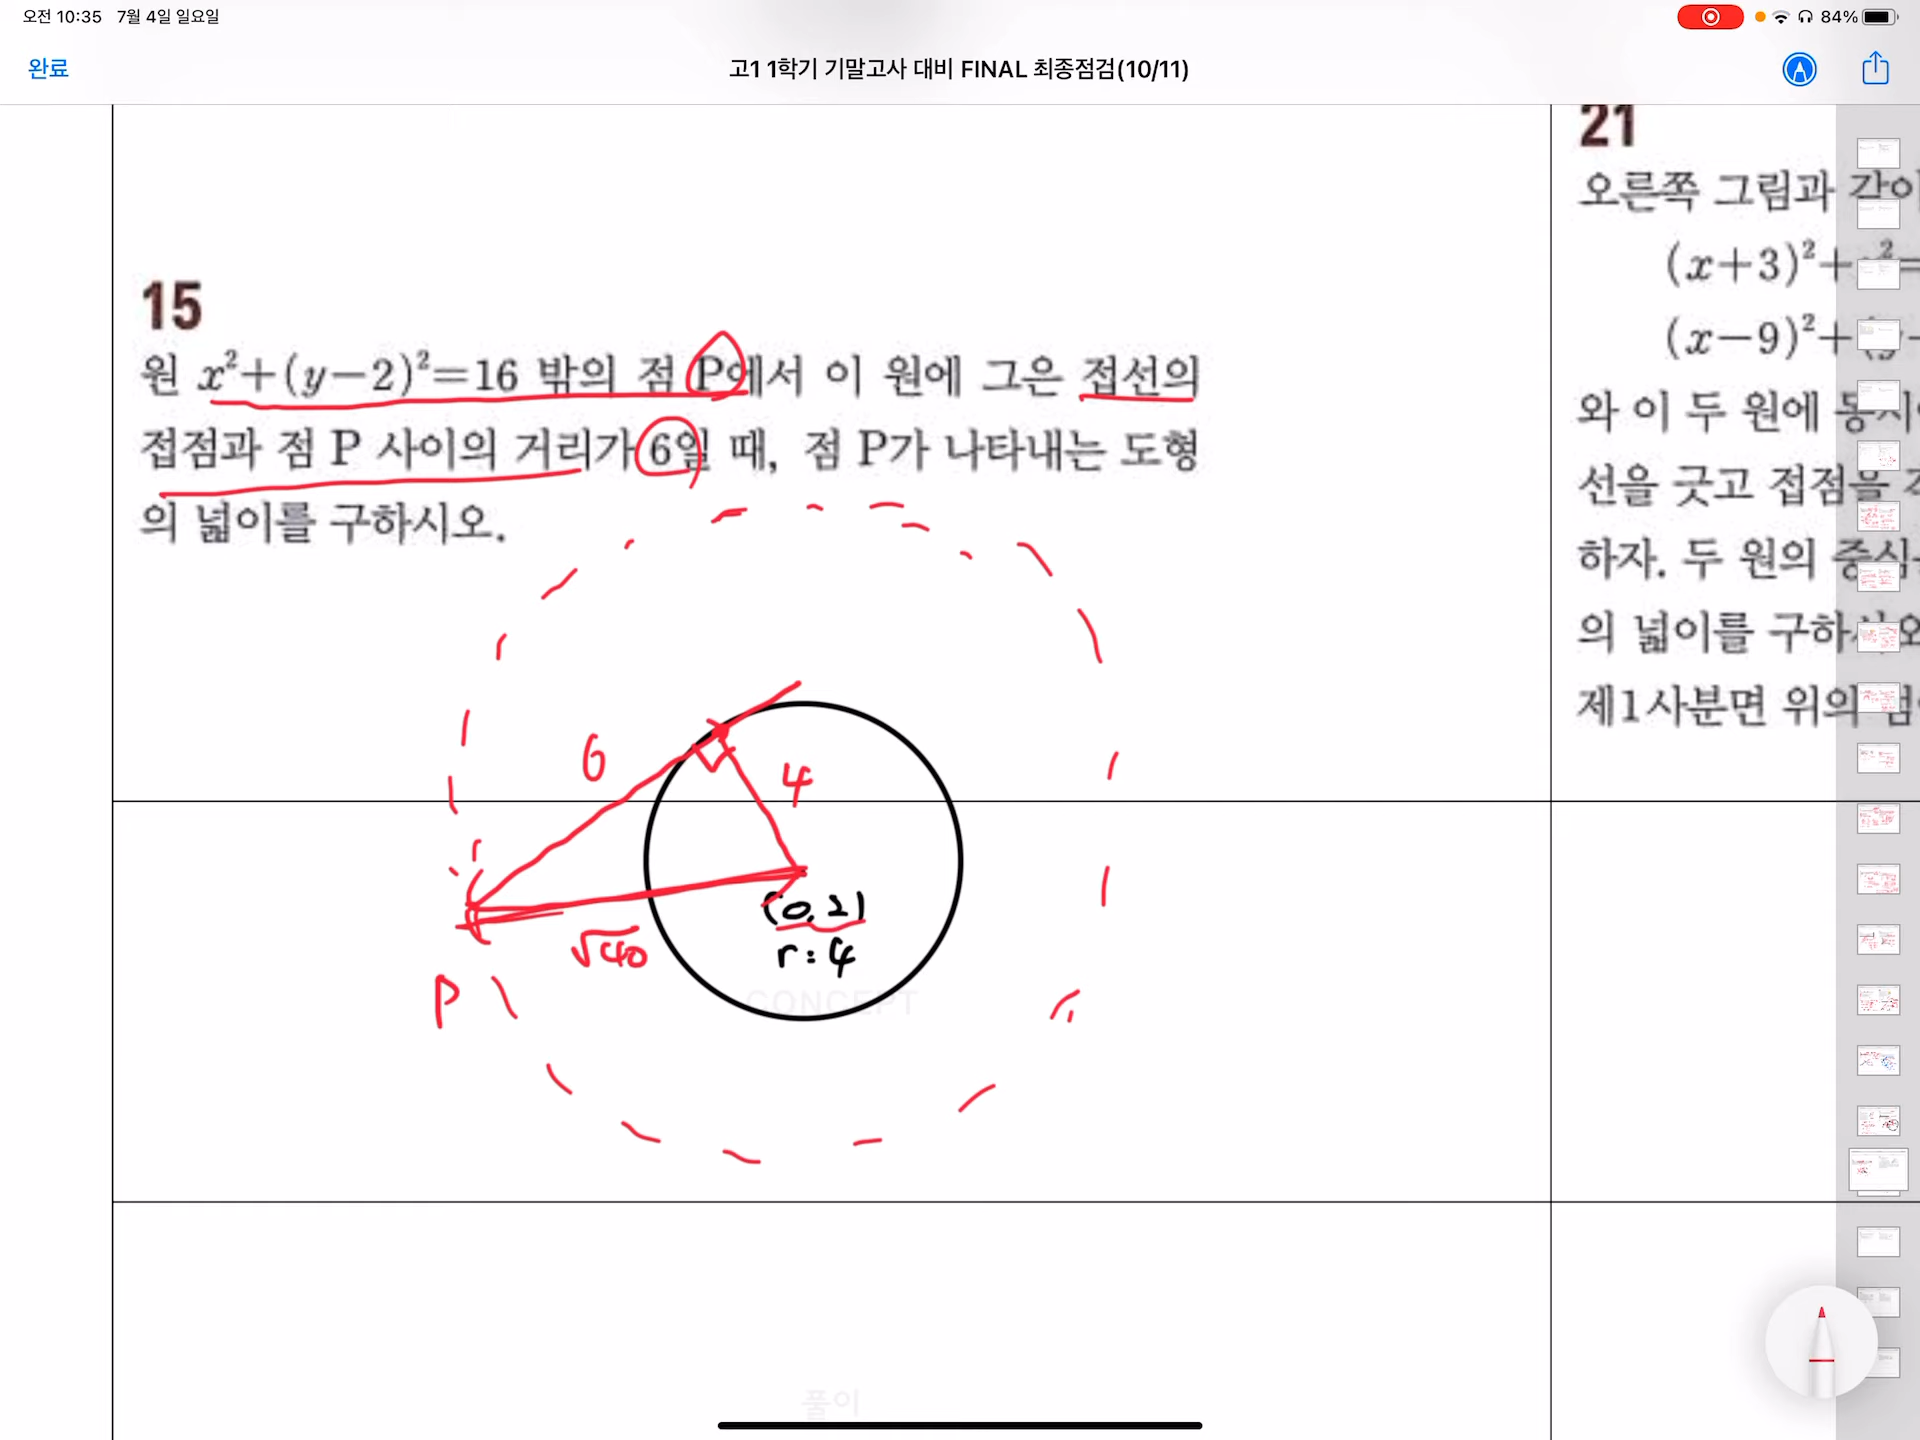 오전 10:35 7월 4일 일요일
84%
완료
고1 1학기 기말고사 대비 FINAL 최종점검(10/11)
15
원 x²+(y−2)²=16 밖의 점 P에서 이 원에 그은 접선의
접점과 점 P 사이의 거리가 6일 때, 점 P가 나타내는 도형
의 넓이를 구하시오.
6
4
(0,2)
r:4
√40
P
CONCEPT
풀이
21
오른쪽 그림과
(x+3)²+
(x−9)²+
와 이 두 원에
선을 긋고 접점을
하자. 두 원의
의 넓이를
제1사분면 위의